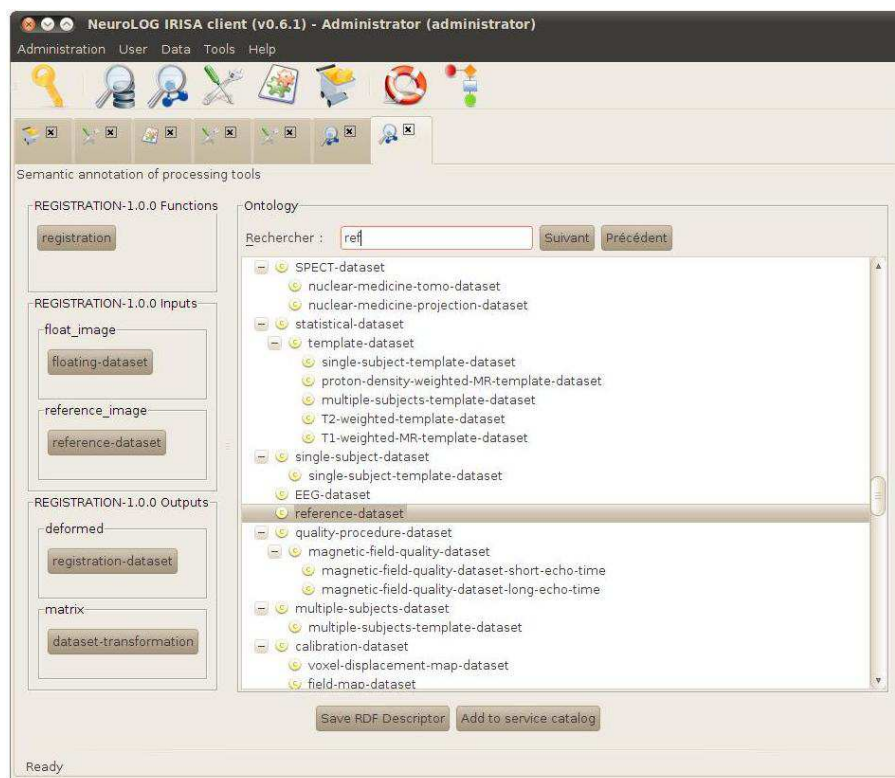 NeuroLOG IRISA client (v0.6.1) - Administrator (administrator)
Administration User Data Tools Help
Semantic annotation of processing tools
REGISTRATION-1.0.0 Functions
registration
REGISTRATION-1.0.0 Inputs
float_image
floating-dataset
reference_image
reference-dataset
REGISTRATION-1.0.0 Outputs
deformed
registration-dataset
matrix
dataset-transformation
Ontology
Rechercher : ref Suivant Précédent
SPECT-dataset
nuclear-medicine-tomo-dataset
nuclear-medicine-projection-dataset
statistical-dataset
template-dataset
single-subject-template-dataset
proton-density-weighted-MR-template-dataset
multiple-subjects-template-dataset
T2-weighted-template-dataset
T1-weighted-MR-template-dataset
single-subject-dataset
single-subject-template-dataset
EEG-dataset
reference-dataset
quality-procedure-dataset
magnetic-field-quality-dataset
magnetic-field-quality-dataset-short-echo-time
magnetic-field-quality-dataset-long-echo-time
multiple-subjects-dataset
multiple-subjects-template-dataset
calibration-dataset
voxel-displacement-map-dataset
field-map-dataset
Save RDF Descriptor Add to service catalog
Ready